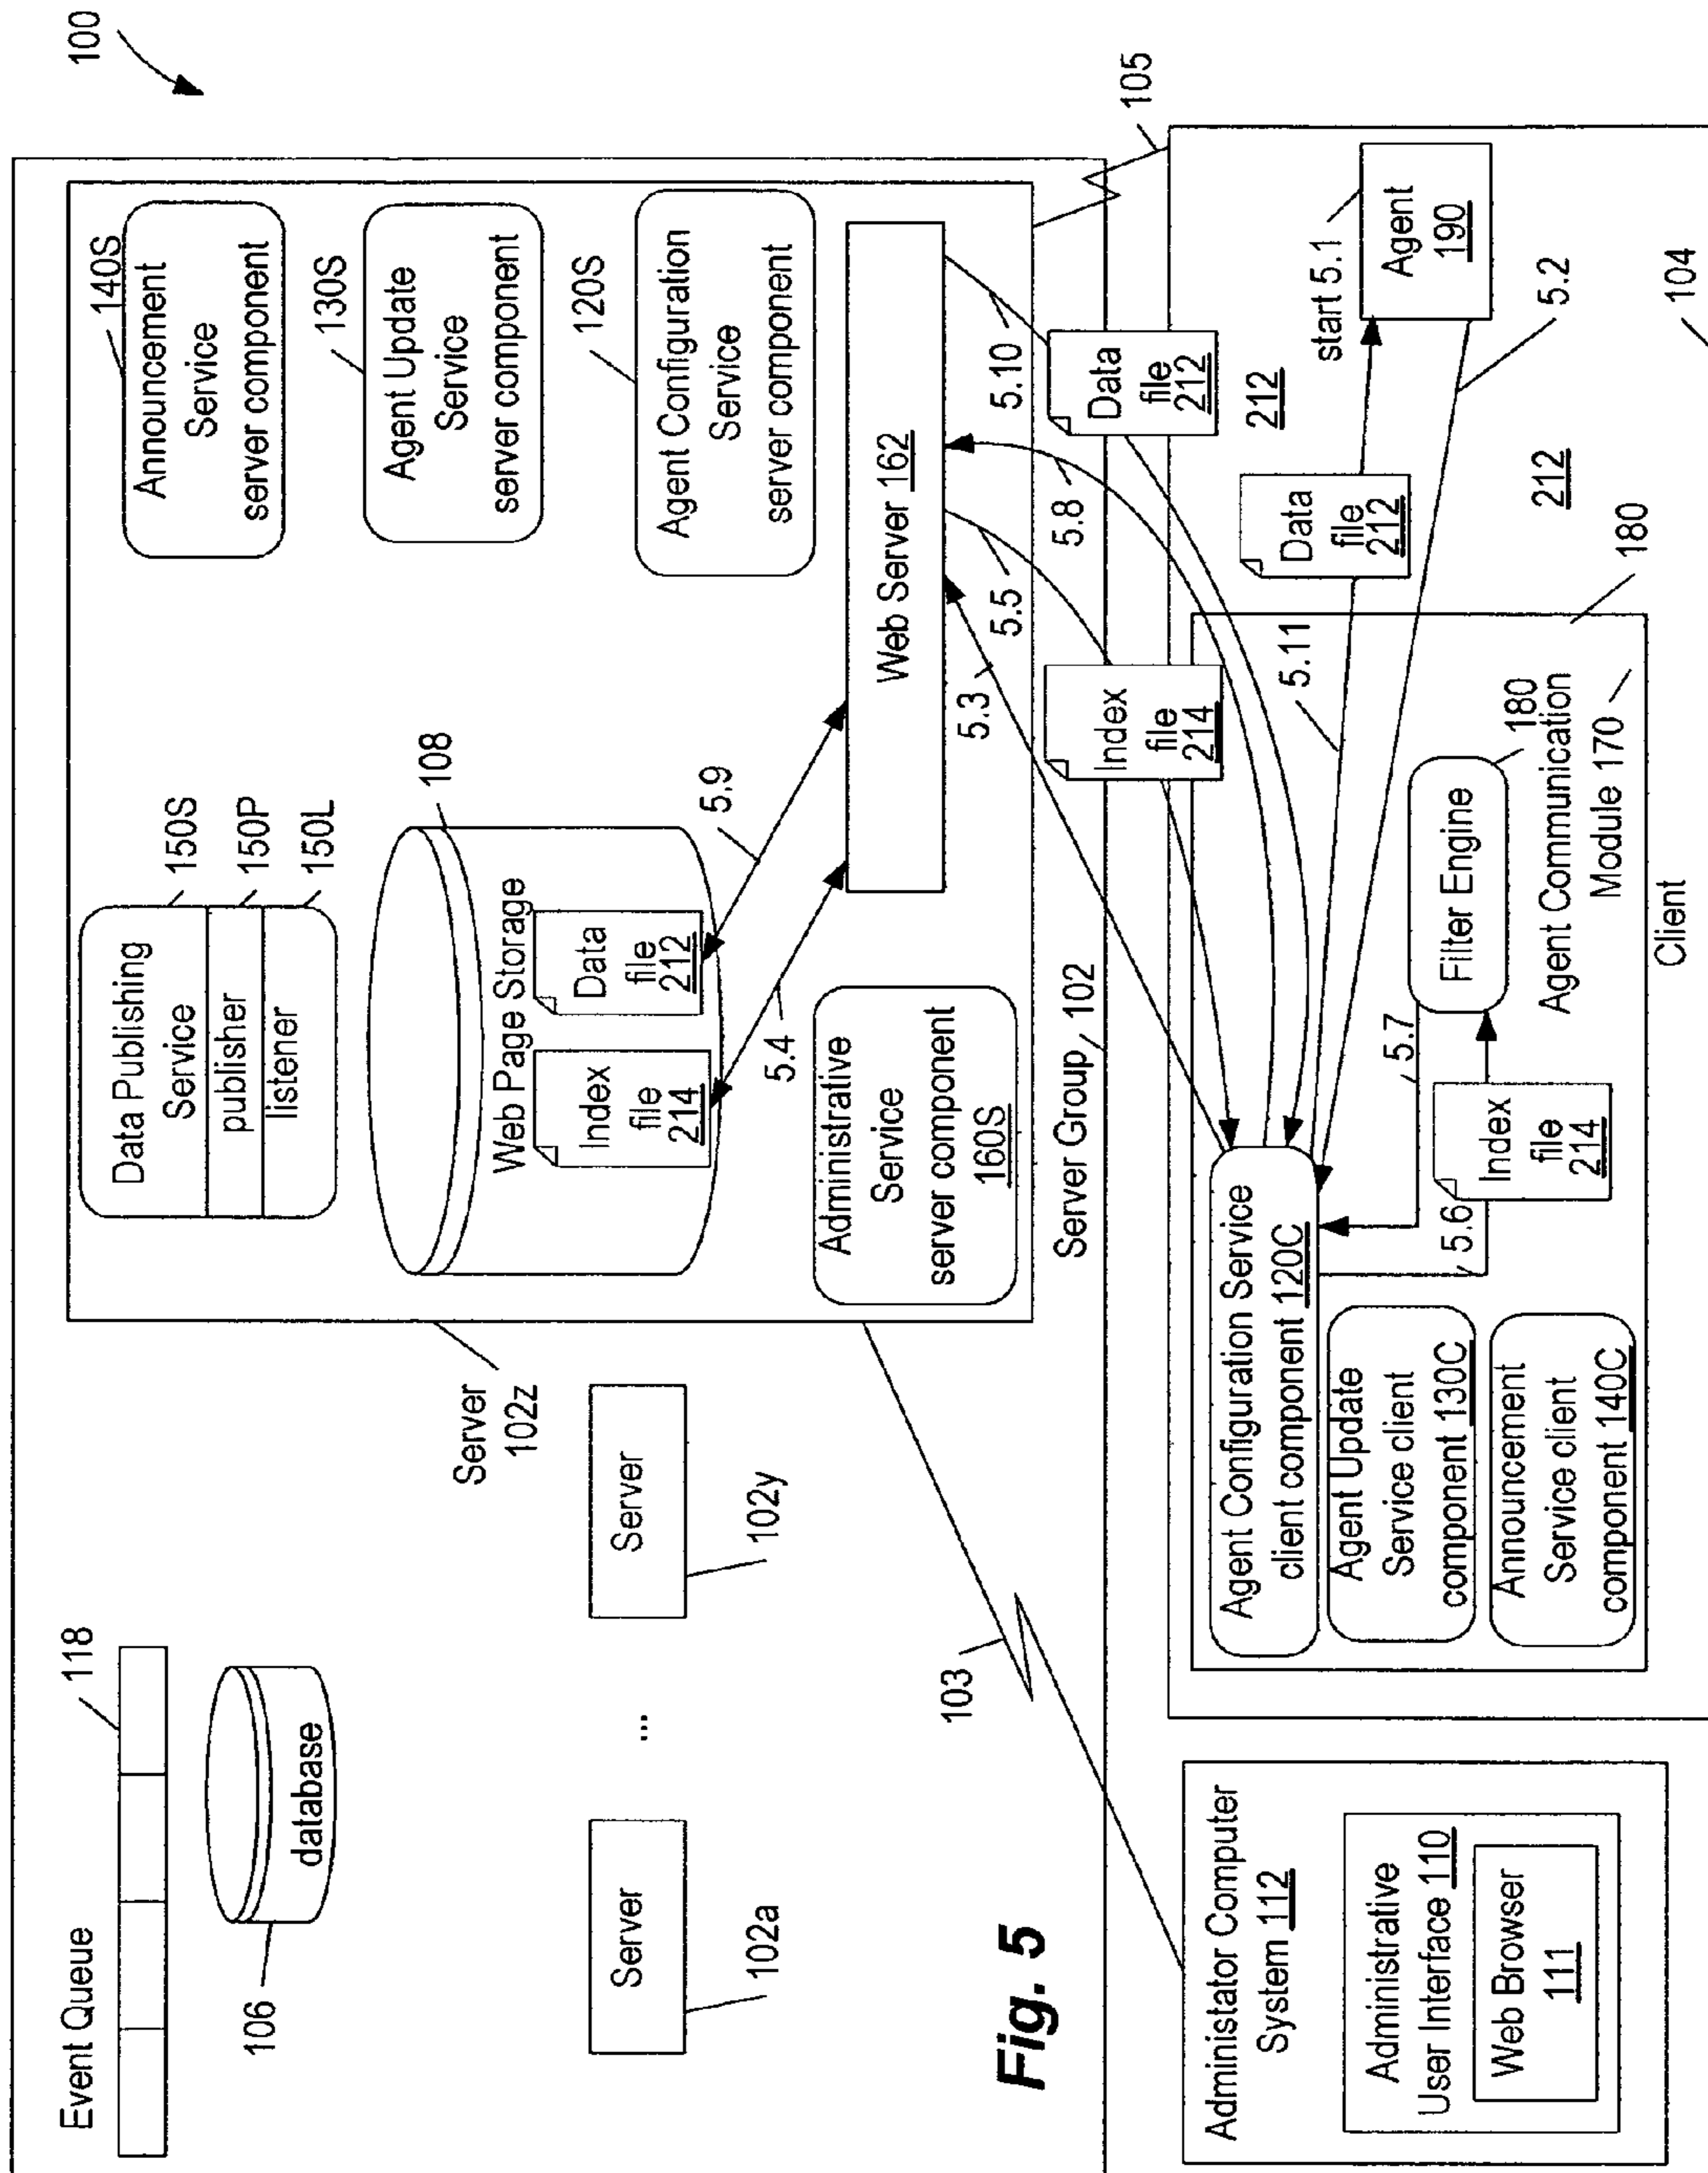 100
Event Queue
118
database
106
Server
102a
...
Server
102y
Server
102z
Data Publishing
Service
publisher
listener
150S
150P
150L
108
Web Page Storage
Index
file
214
Data
file
212
5.4
5.9
Administrative
Service
server component
160S
Announcement
Service
server component
140S
Agent Update
Service
server component
130S
Agent Configuration
Service
server component
120S
Web Server 162
Server Group
102
103
105
5.3
5.5
5.8
5.10
Index
file
214
Data
file
212
212
Fig. 5
Administator Computer
System 112
Administrative
User Interface 110
Web Browser
111
Agent Configuration Service
client component 120C
Agent Update
Service client
component 130C
Announcement
Service client
component 140C
5.6
5.7
Index
file
214
Filter Engine
180
Agent Communication
Module 170
180
5.11
Data
file
212
212
start 5.1
Agent
190
5.2
Client
104